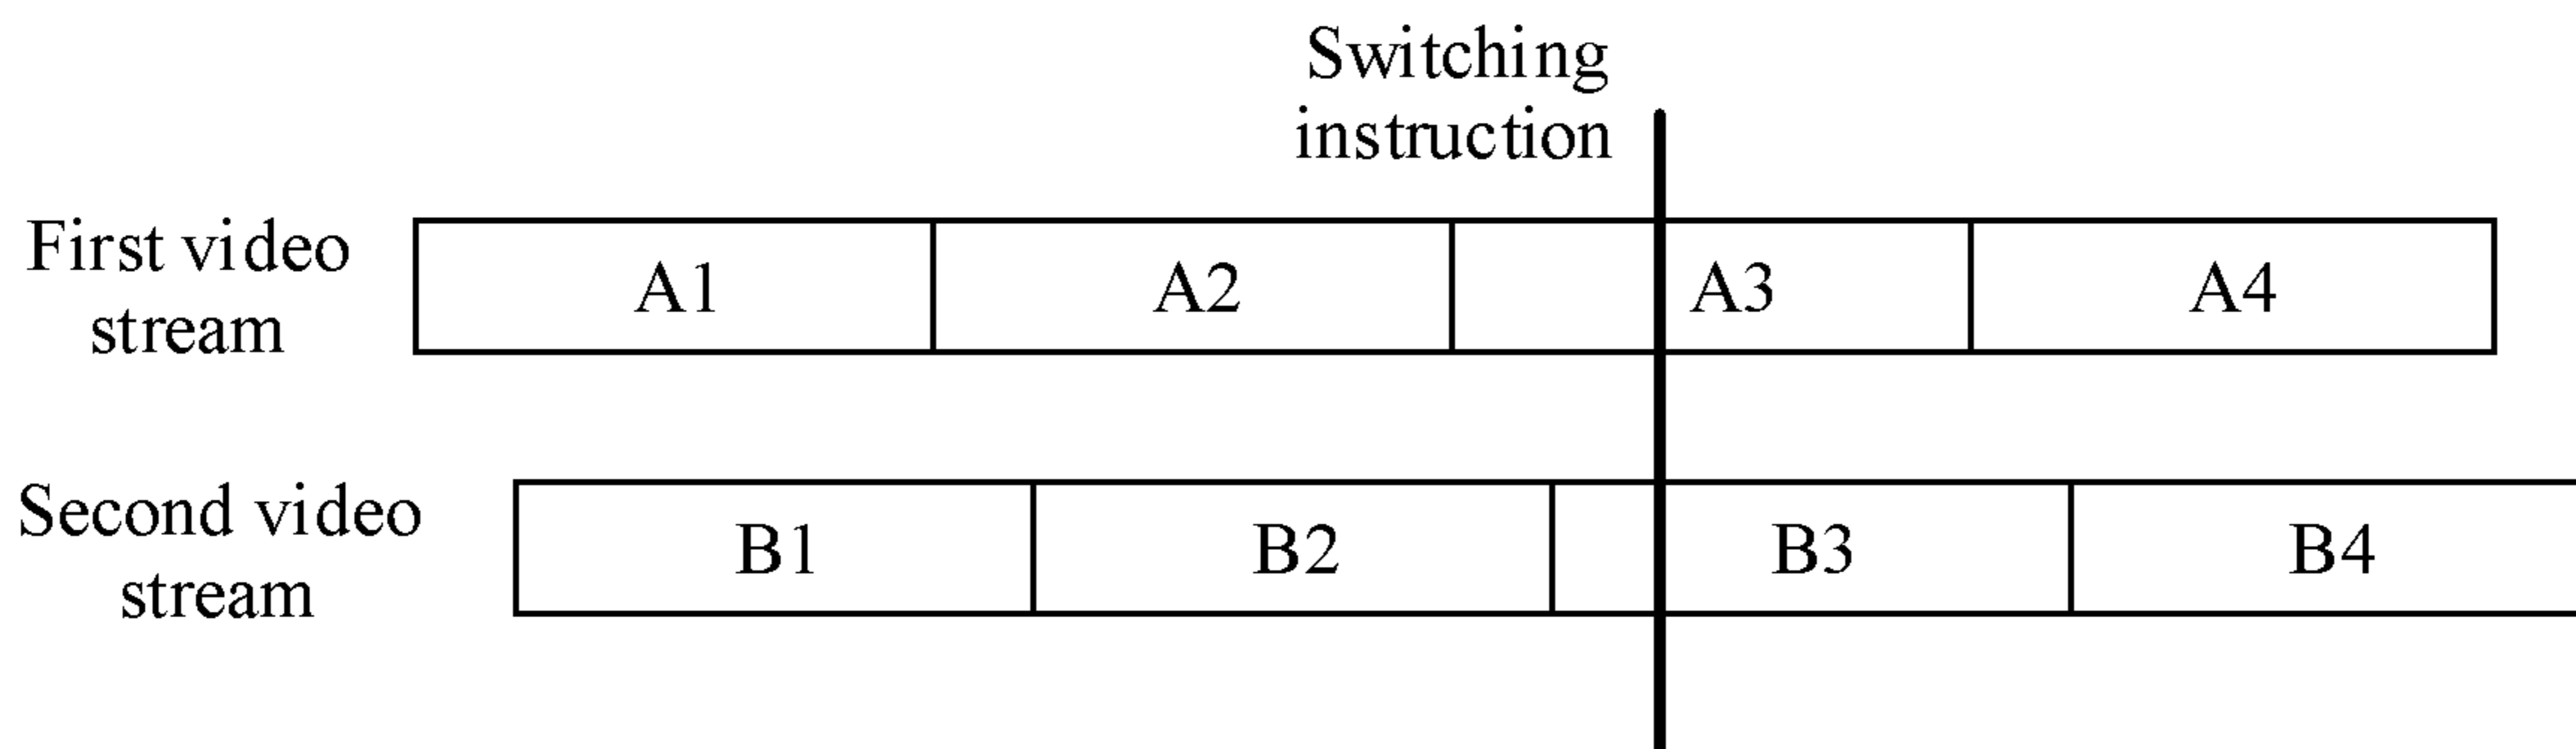 Switching
instruction
First video
stream
A1 A2 A3 A4
Second video
stream
B1 B2 B3 B4